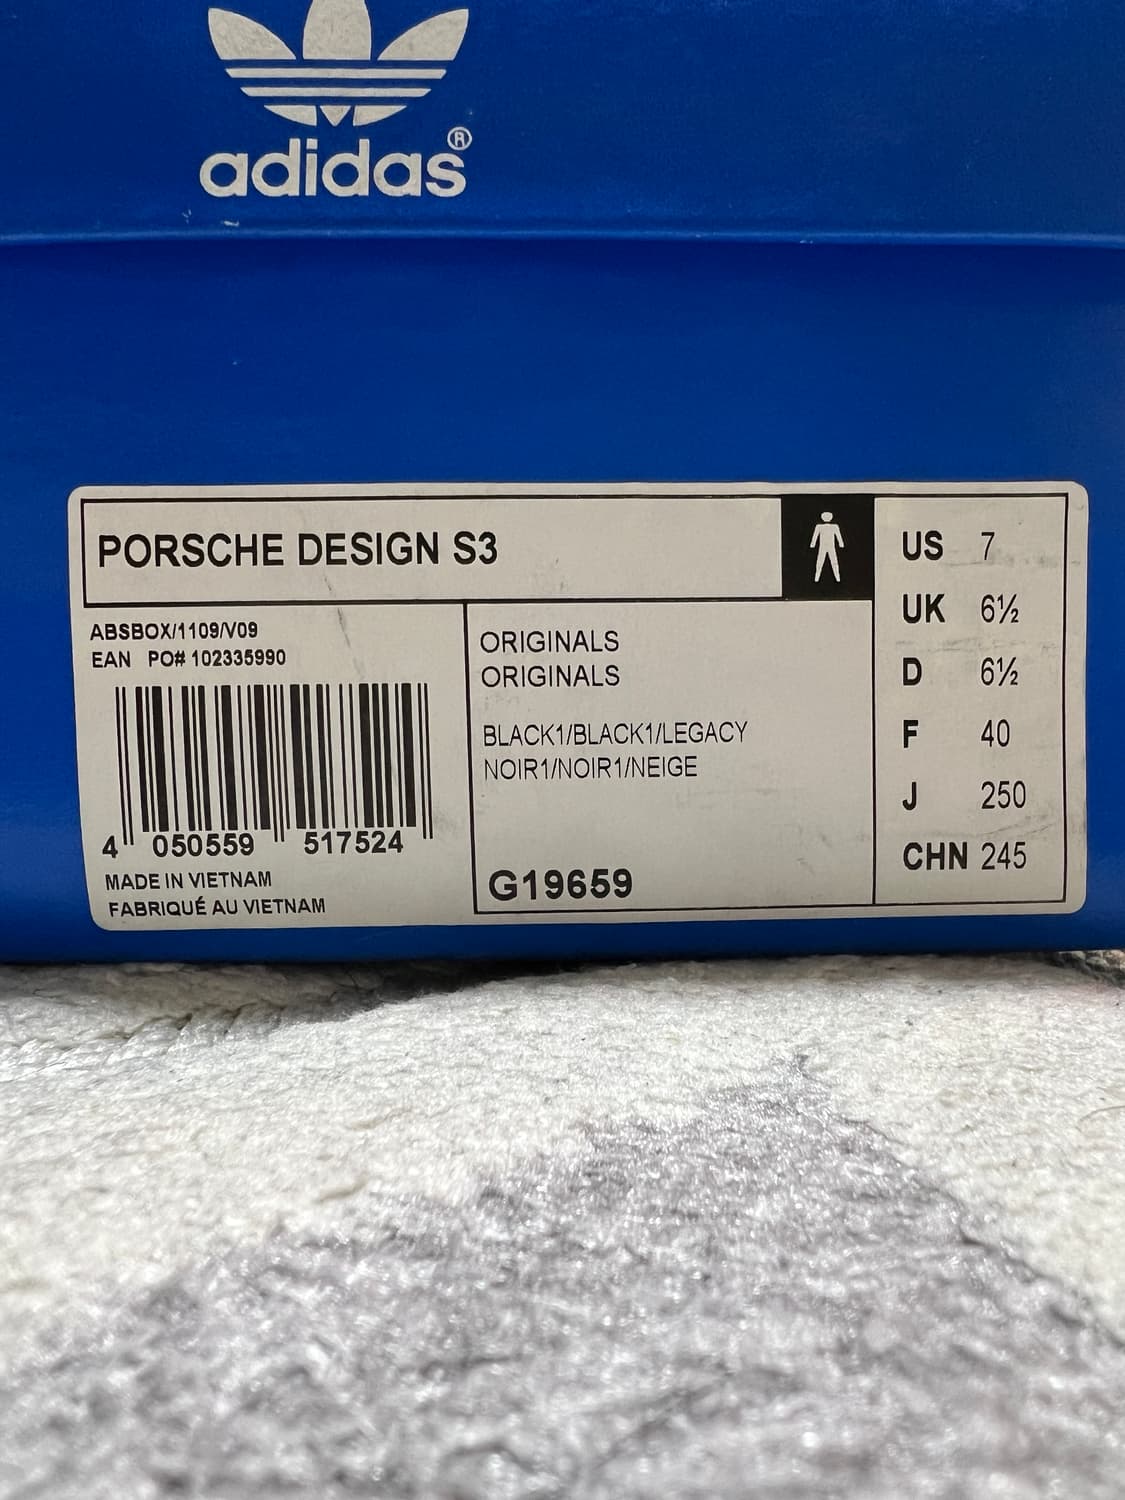 adidas®
PORSCHE DESIGN S3
ABSBOX/1109/V09
EAN PO# 102335990
4 050559 517524
MADE IN VIETNAM
FABRIQUÉ AU VIETNAM
ORIGINALS
ORIGINALS
BLACK1/BLACK1/LEGACY
NOIR1/NOIR1/NEIGE
G19659
US 7
UK 6½
D 6½
F 40
J 250
CHN 245